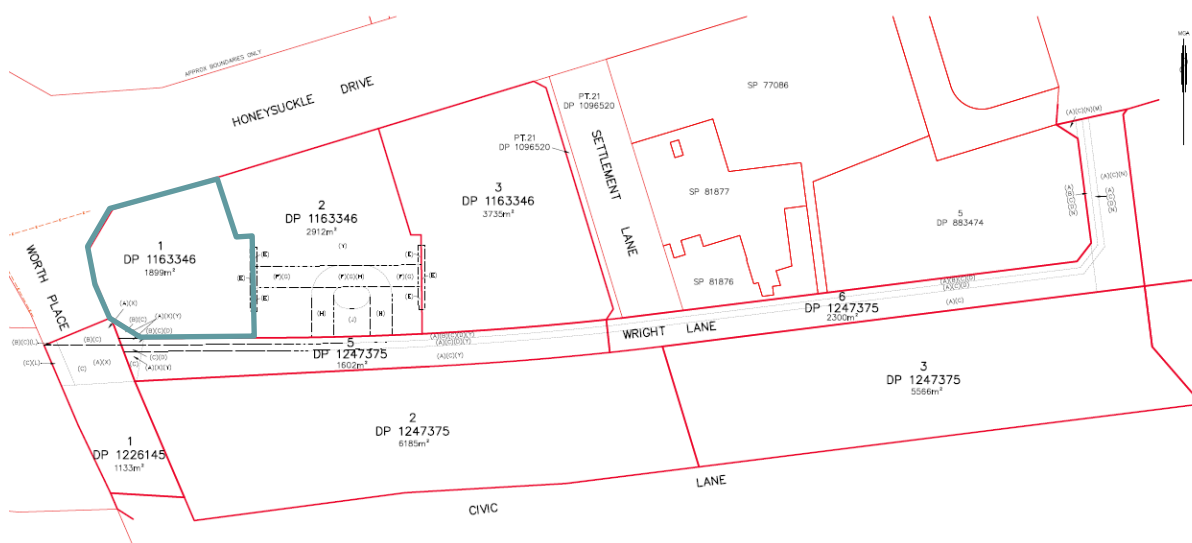 MGA
APPROX BOUNDARIES ONLY
HONEYSUCKLE DRIVE
PT.21
DP 1096520
SP 77086
(A)(C)(N)(M)
PT.21
DP 1096520
SETTLEMENT
LANE
(A)(C)(N)
3
DP 1163346
3735m²
SP 81877
2
DP 1163346
2912m²
(Y)
5
DP 883474
1
DP 1163346
1899m²
WORTH PLACE
(E)
(E)
(E)
(E)
(E)
(E)
(F)(G)
(F)(G)(H)
(F)(G)
(H)
(J)
(H)
SP 81876
(A)(B)(C)(D)
(A)(C)(D)
(A)(C)
6
DP 1247375
2300m²
WRIGHT LANE
(A)(X)
(A)(X)(Y)
(B)(C)
(B)(C)(D)
(B)(C)
(B)(C)(L)
(C)(L)
(C)
(A)(X)
(C)
(C)(D)
(A)(X)(Y)
(A)(B)(C)(D)(Y)
(A)(C)(D)(Y)
(A)(C)(Y)
5
DP 1247375
1602m²
3
DP 1247375
5566m²
2
DP 1247375
6185m²
1
DP 1226145
1133m²
CIVIC LANE